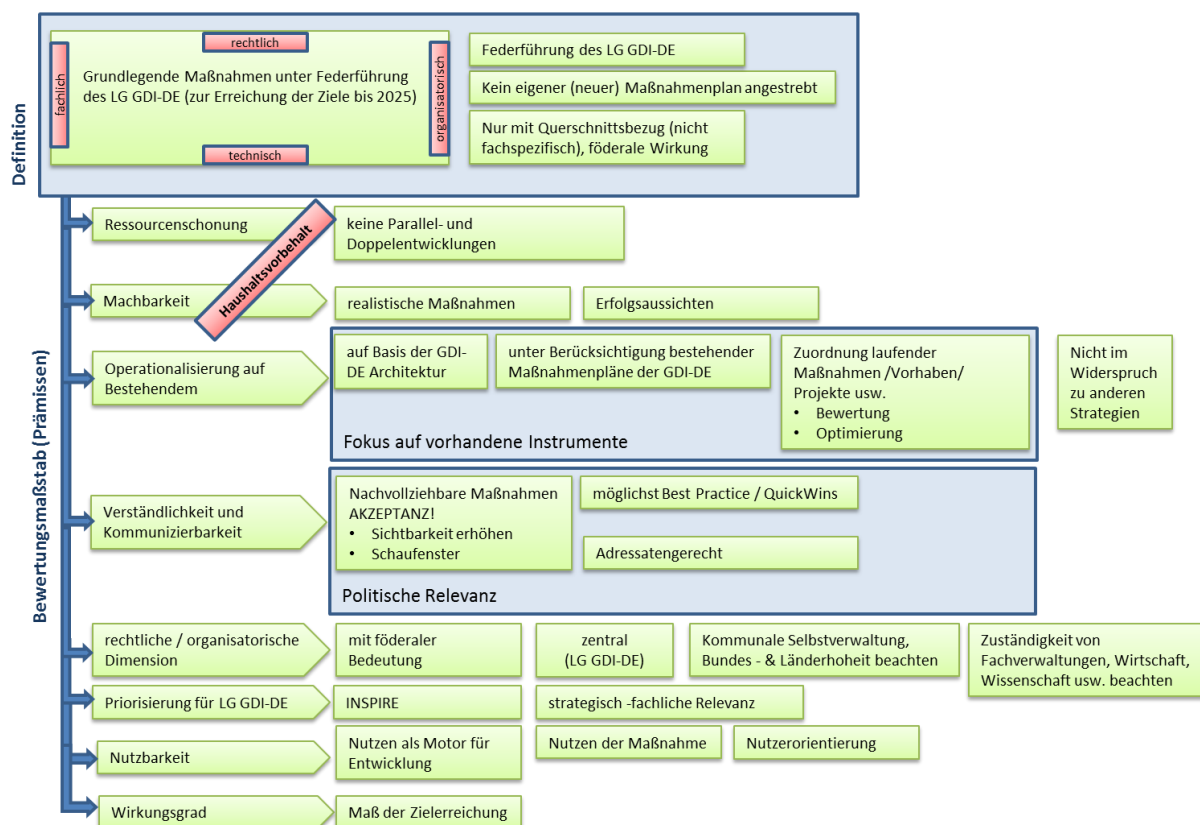 Definition
rechtlich
fachlich
Grundlegende Maßnahmen unter Federführung
des LG GDI-DE (zur Erreichung der Ziele bis 2025)
organisatorisch
technisch
Federführung des LG GDI-DE
Kein eigener (neuer) Maßnahmenplan angestrebt
Nur mit Querschnittsbezug (nicht
fachspezifisch), föderale Wirkung
Bewertungsmaßstab (Prämissen)
Ressourcenschonung
Haushaltsvorbehalt
keine Parallel- und
Doppelentwicklungen
Machbarkeit
realistische Maßnahmen
Erfolgsaussichten
Operationalisierung auf
Bestehendem
auf Basis der GDI-
DE Architektur
unter Berücksichtigung bestehender
Maßnahmenpläne der GDI-DE
Zuordnung laufender
Maßnahmen /Vorhaben/
Projekte usw.
• Bewertung
• Optimierung
Fokus auf vorhandene Instrumente
Nicht im
Widerspruch
zu anderen
Strategien
Verständlichkeit und
Kommunizierbarkeit
Nachvollziehbare Maßnahmen
AKZEPTANZ!
• Sichtbarkeit erhöhen
• Schaufenster
möglichst Best Practice / QuickWins
Adressatengerecht
Politische Relevanz
rechtliche / organisatorische
Dimension
mit föderaler
Bedeutung
zentral
(LG GDI-DE)
Kommunale Selbstverwaltung,
Bundes - & Länderhoheit beachten
Zuständigkeit von
Fachverwaltungen, Wirtschaft,
Wissenschaft usw. beachten
Priorisierung für LG GDI-DE
INSPIRE
strategisch -fachliche Relevanz
Nutzbarkeit
Nutzen als Motor für
Entwicklung
Nutzen der Maßnahme
Nutzerorientierung
Wirkungsgrad
Maß der Zielerreichung